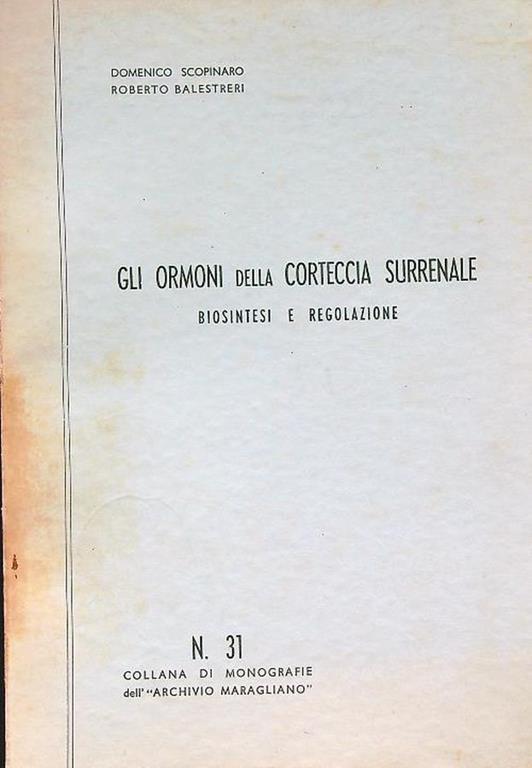 DOMENICO SCOPINARO
ROBERTO BALESTRERI
GLI ORMONI DELLA CORTECCIA SURRENALE
BIOSINTESI E REGOLAZIONE
N. 31
COLLANA DI MONOGRAFIE
dell' "ARCHIVIO MARAGLIANO"